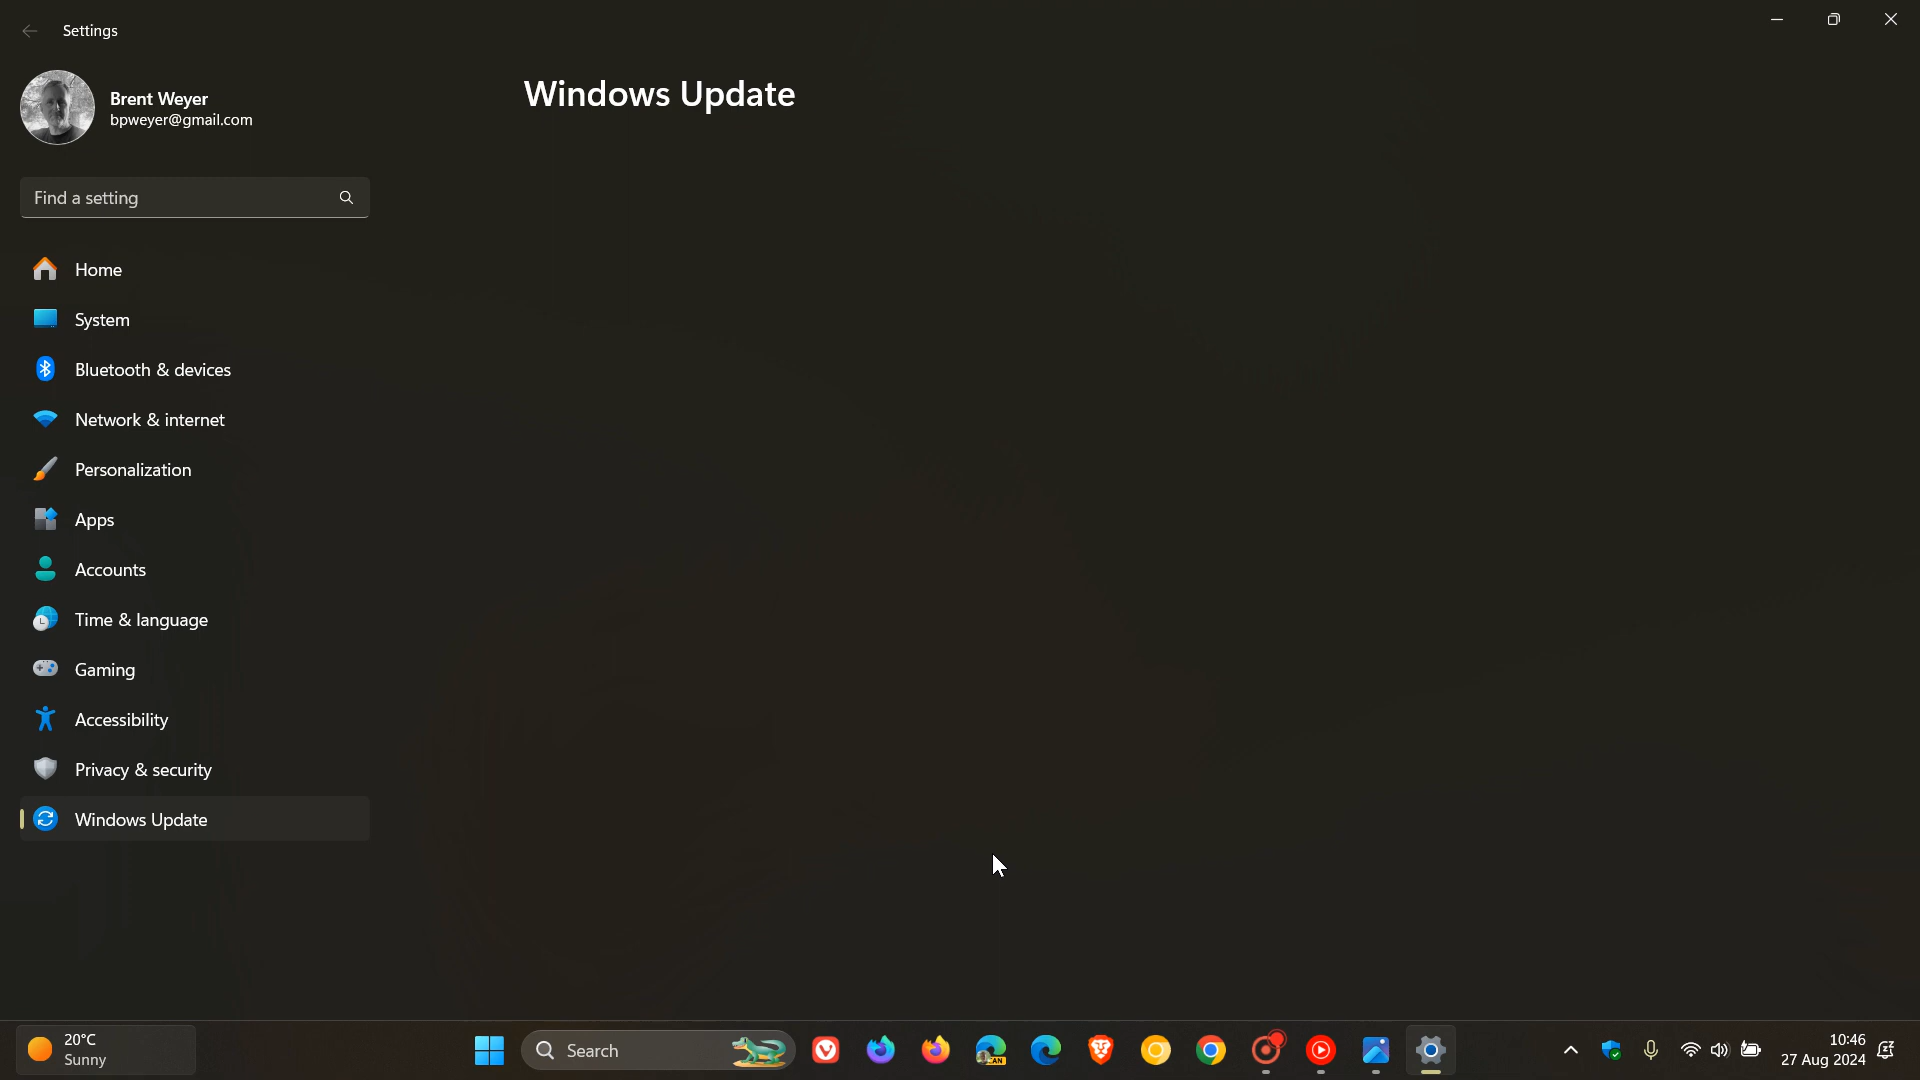 Settings
Brent Weyer
bpweyer@gmail.com
Find a setting
Home
System
Bluetooth & devices
Network & internet
Personalization
Apps
Accounts
Time & language
Gaming
Accessibility
Privacy & security
Windows Update
Windows Update
20°C
Sunny
Search
CAN
10:46
27 Aug 2024